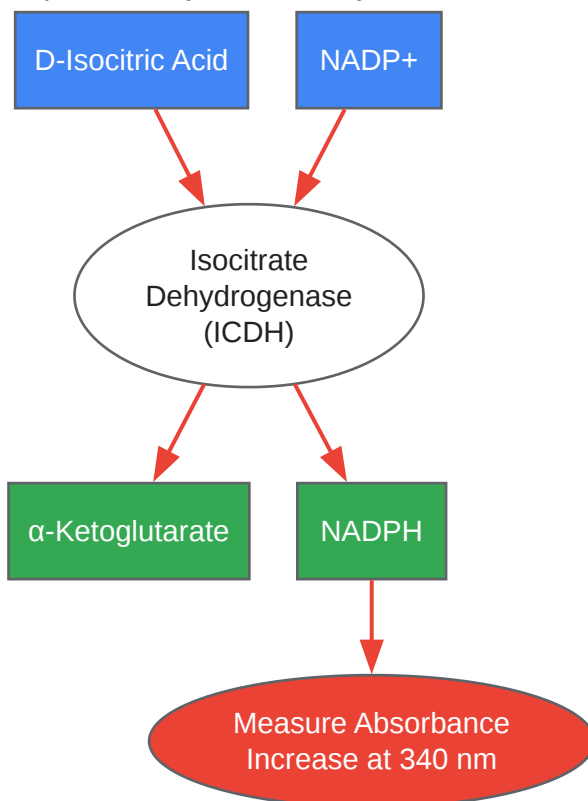 D-Isocitric Acid
NADP+
Isocitrate
Dehydrogenase
(ICDH)
α-Ketoglutarate
NADPH
Measure Absorbance
Increase at 340 nm